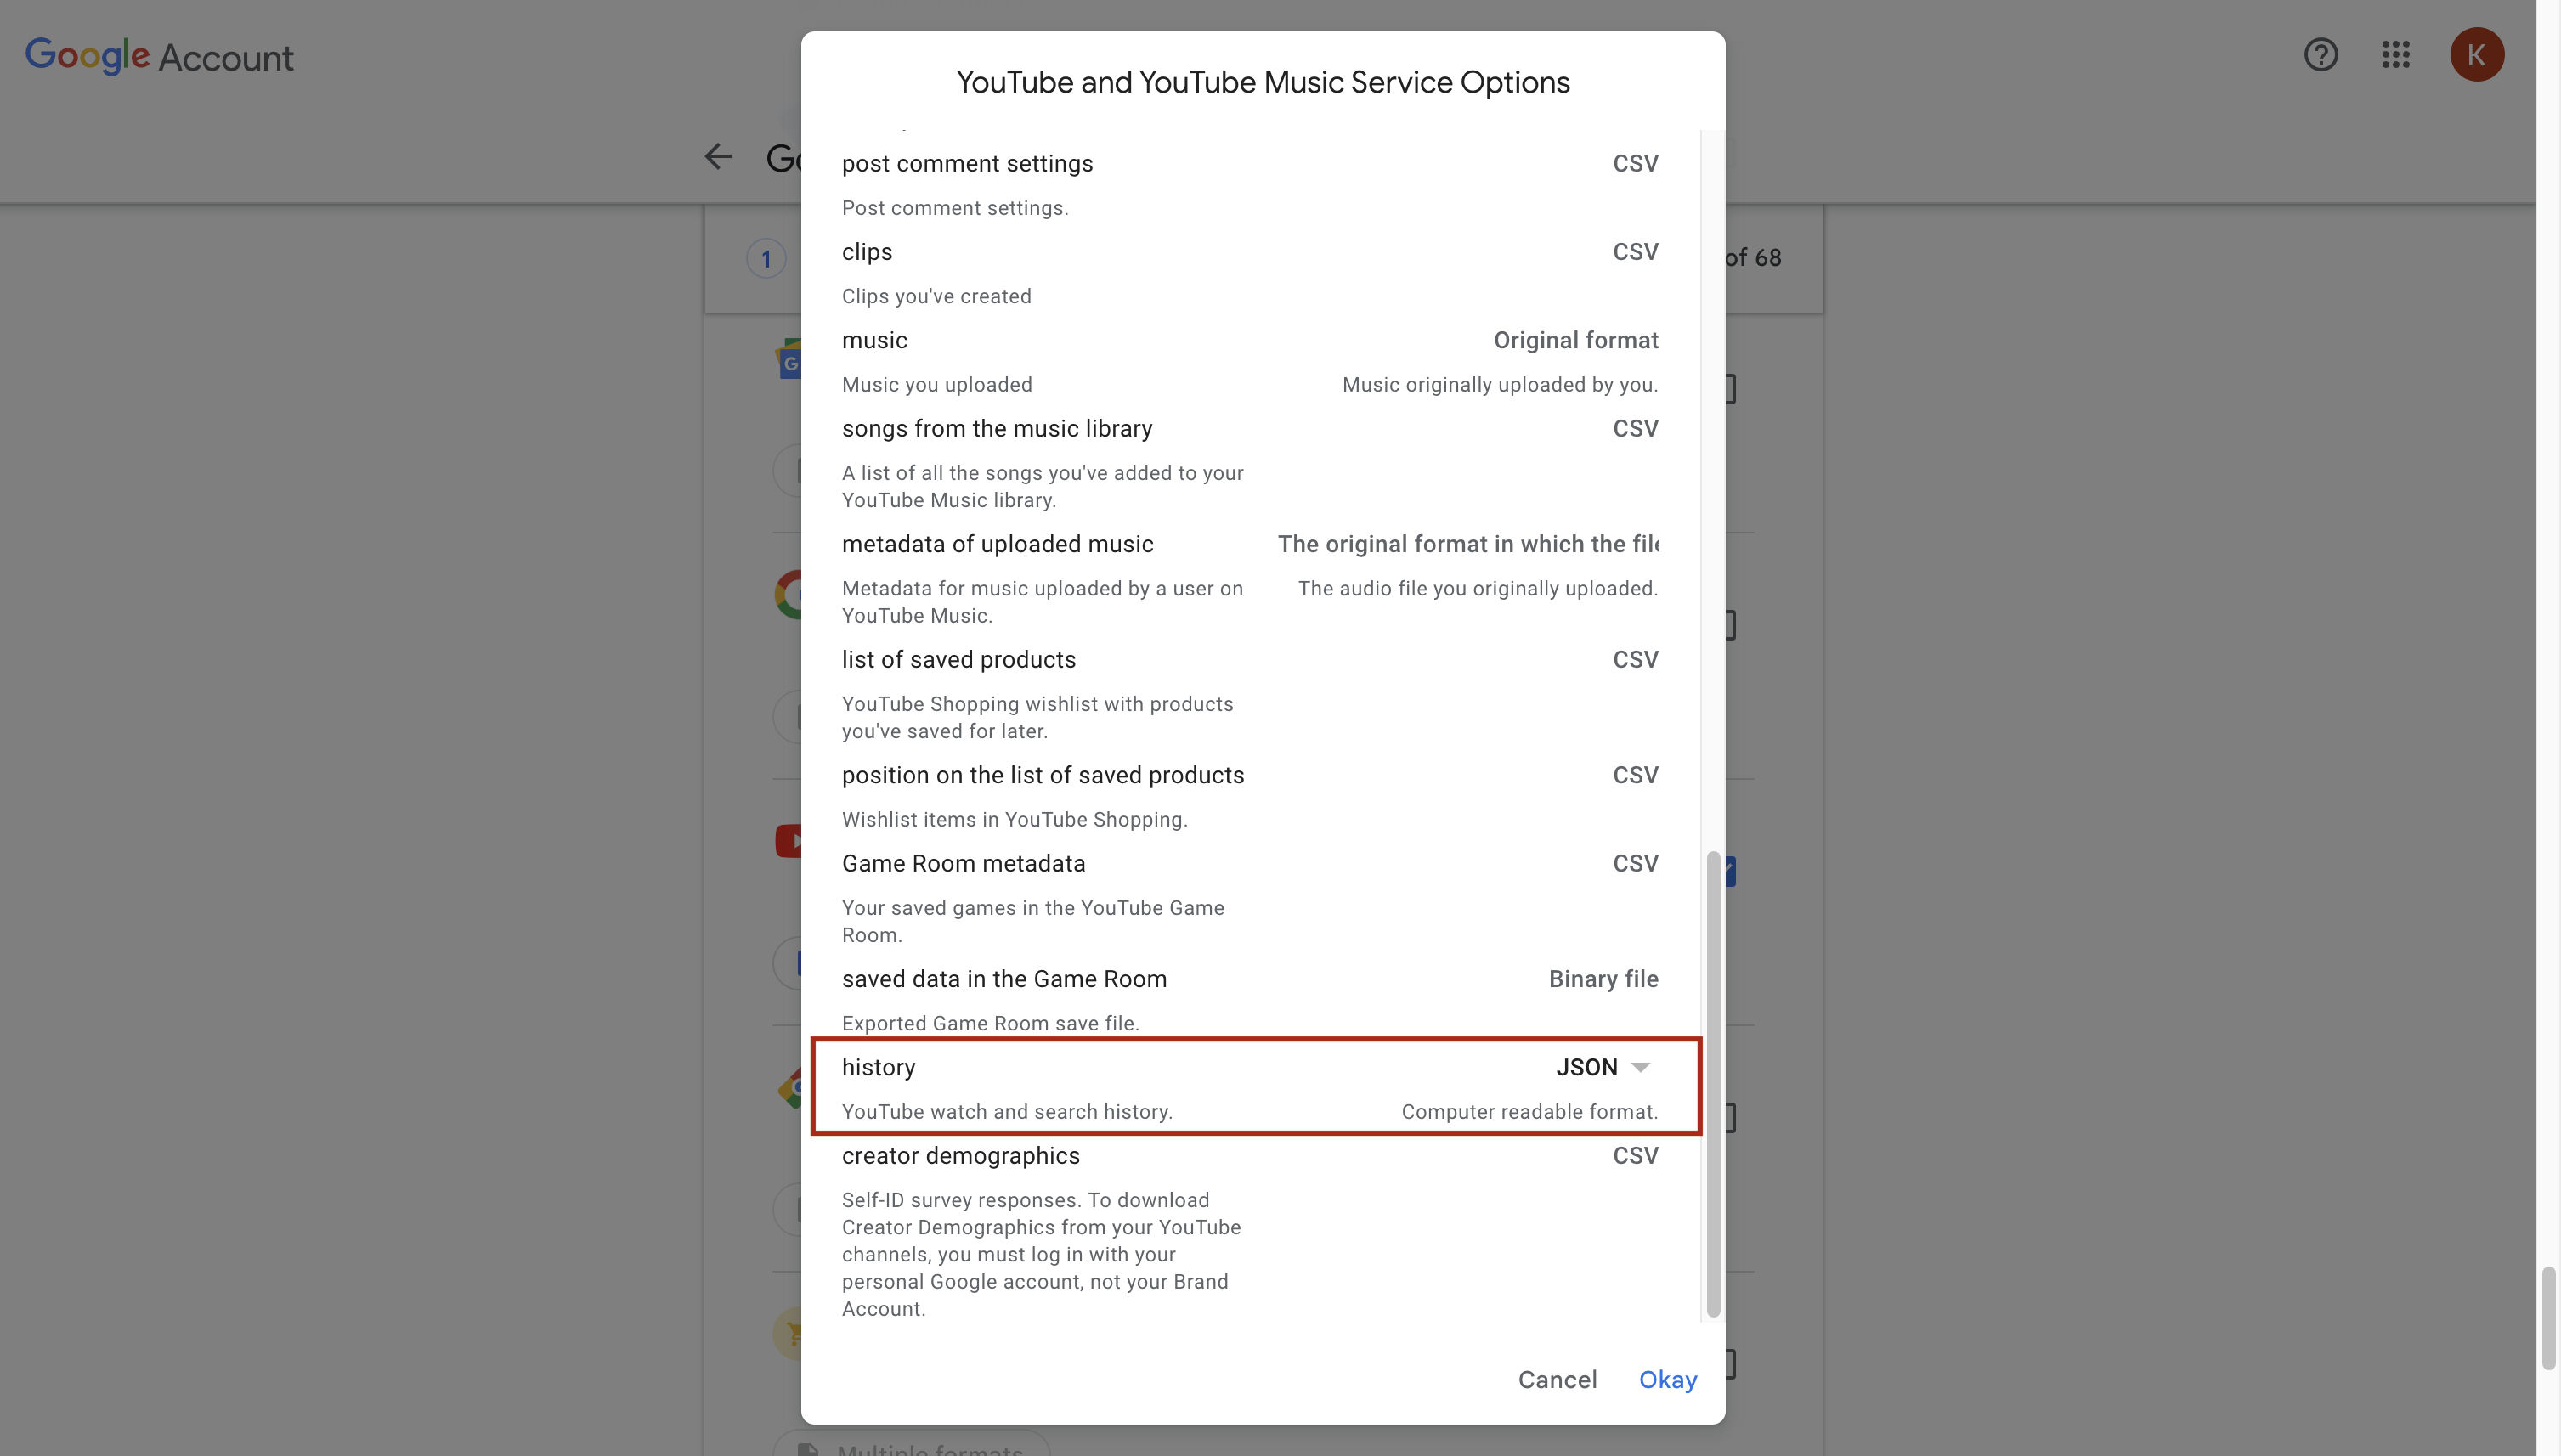 Google Account
K
YouTube and YouTube Music Service Options
post comment settings CSV
Post comment settings.
1
clips CSV
of 68
Clips you've created
music Original format
Music you uploaded Music originally uploaded by you.
songs from the music library CSV
A list of all the songs you've added to your
YouTube Music library.
metadata of uploaded music The original format in which the file
Metadata for music uploaded by a user on The audio file you originally uploaded.
YouTube Music.
list of saved products CSV
YouTube Shopping wishlist with products
you've saved for later.
position on the list of saved products CSV
Wishlist items in YouTube Shopping.
Game Room metadata CSV
Your saved games in the YouTube Game
Room.
saved data in the Game Room Binary file
Exported Game Room save file.
history JSON
YouTube watch and search history. Computer readable format.
creator demographics CSV
Self-ID survey responses. To download
Creator Demographics from your YouTube
channels, you must log in with your
personal Google account, not your Brand
Account.
Cancel Okay
Multiple formats